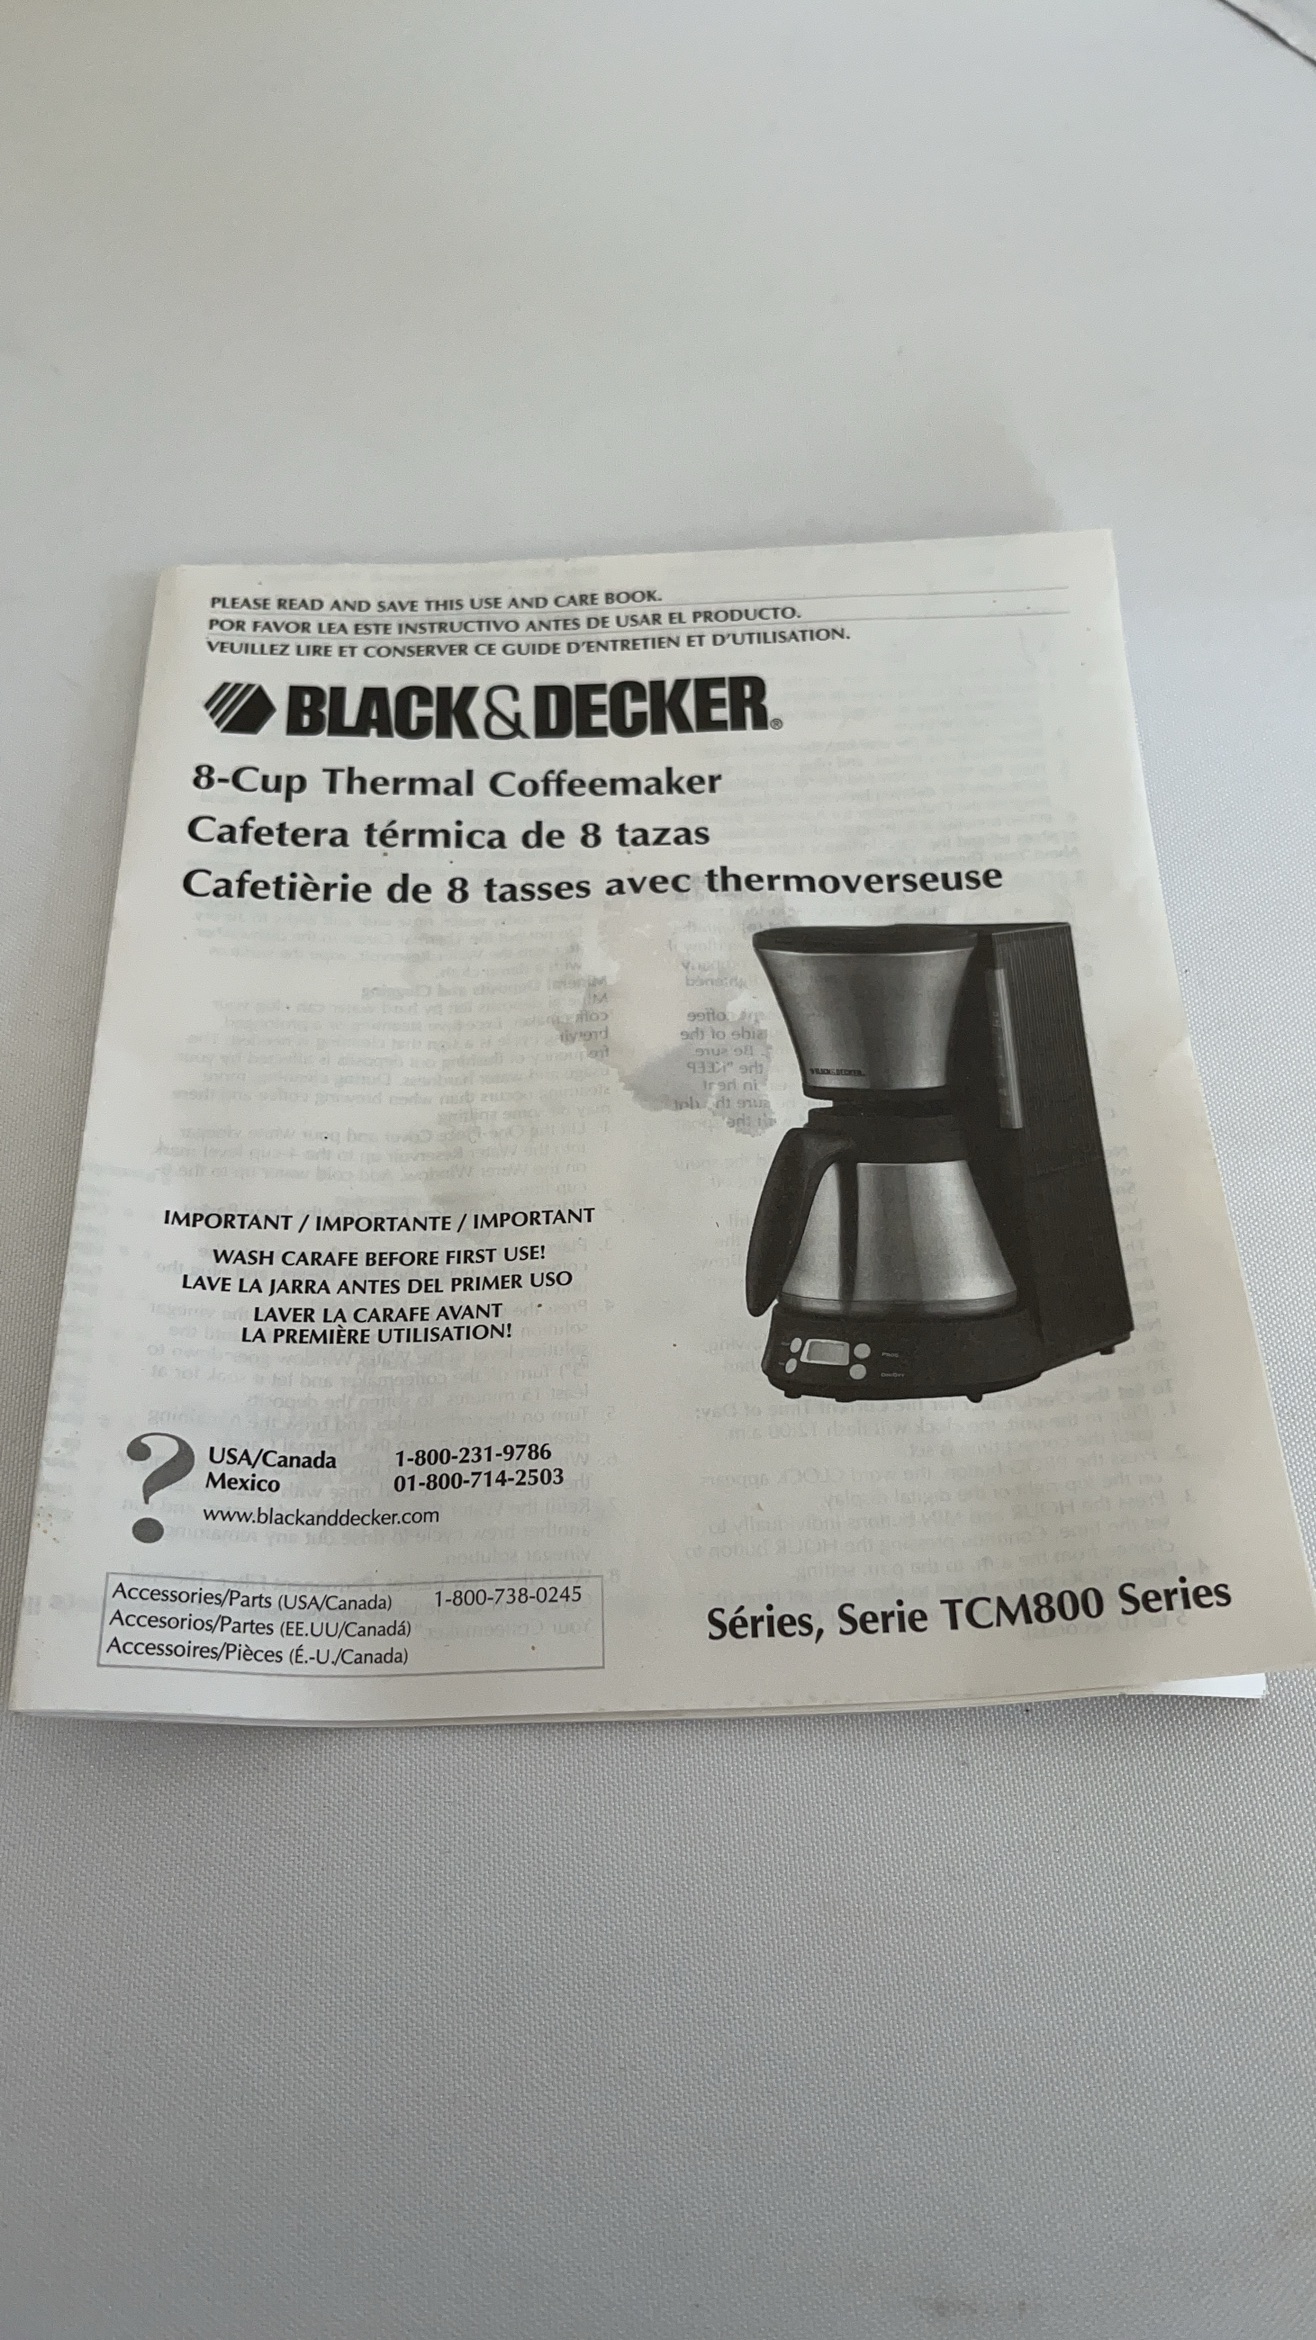 PLEASE READ AND SAVE THIS USE AND CARE BOOK.
POR FAVOR LEA ESTE INSTRUCTIVO ANTES DE USAR EL PRODUCTO.
VEUILLEZ LIRE ET CONSERVER CE GUIDE D'ENTRETIEN ET D'UTILISATION.
BLACK&DECKER®
8-Cup Thermal Coffeemaker
Cafetera térmica de 8 tazas
Cafetièrie de 8 tasses avec thermoverseuse
BLACK&DECKER
IMPORTANT / IMPORTANTE / IMPORTANT
WASH CARAFE BEFORE FIRST USE!
LAVE LA JARRA ANTES DEL PRIMER USO
LAVER LA CARAFE AVANT
LA PREMIÈRE UTILISATION!
? USA/Canada 1-800-231-9786
Mexico 01-800-714-2503
www.blackanddecker.com
Accessories/Parts (USA/Canada) 1-800-738-0245
Accesorios/Partes (EE.UU/Canadá)
Accessoires/Pièces (É.-U./Canada)
Séries, Serie TCM800 Series